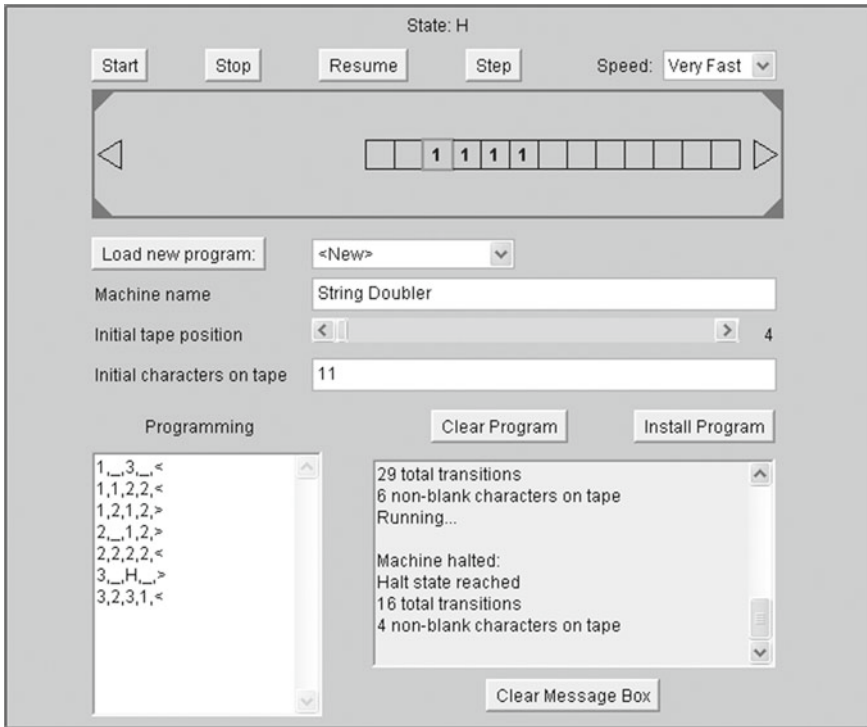 State: H
Start Stop Resume Step Speed: Very Fast
1 1 1 1
Load new program: <New>
Machine name String Doubler
Initial tape position 4
Initial characters on tape 11
Programming Clear Program Install Program
1,_,3,_,<
1,1,2,2,<
1,2,1,2,>
2,_,1,2,>
2,2,2,2,<
3,_,H,_,>
3,2,3,1,<
29 total transitions
6 non-blank characters on tape
Running...
Machine halted:
Halt state reached
16 total transitions
4 non-blank characters on tape
Clear Message Box